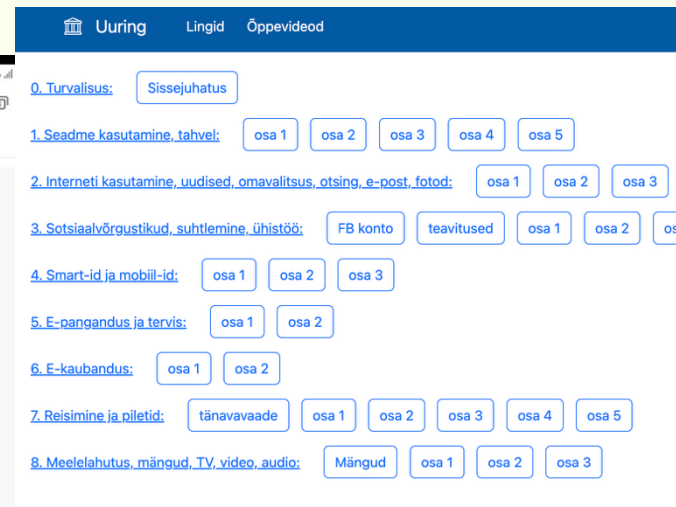 Uuring Lingid Õppevideod
0. Turvalisus: Sissejuhatus
1. Seadme kasutamine, tahvel: osa 1 osa 2 osa 3 osa 4 osa 5
2. Interneti kasutamine, uudised, omavalitsus, otsing, e-post, fotod: osa 1 osa 2 osa 3
3. Sotsiaalvõrgustikud, suhtlemine, ühistöö: FB konto teavitused osa 1 osa 2
4. Smart-id ja mobiil-id: osa 1 osa 2 osa 3
5. E-pangandus ja tervis: osa 1 osa 2
6. E-kaubandus: osa 1 osa 2
7. Reisimine ja piletid: tänavavaade osa 1 osa 2 osa 3 osa 4 osa 5
8. Meelelahutus, mängud, TV, video, audio: Mängud osa 1 osa 2 osa 3